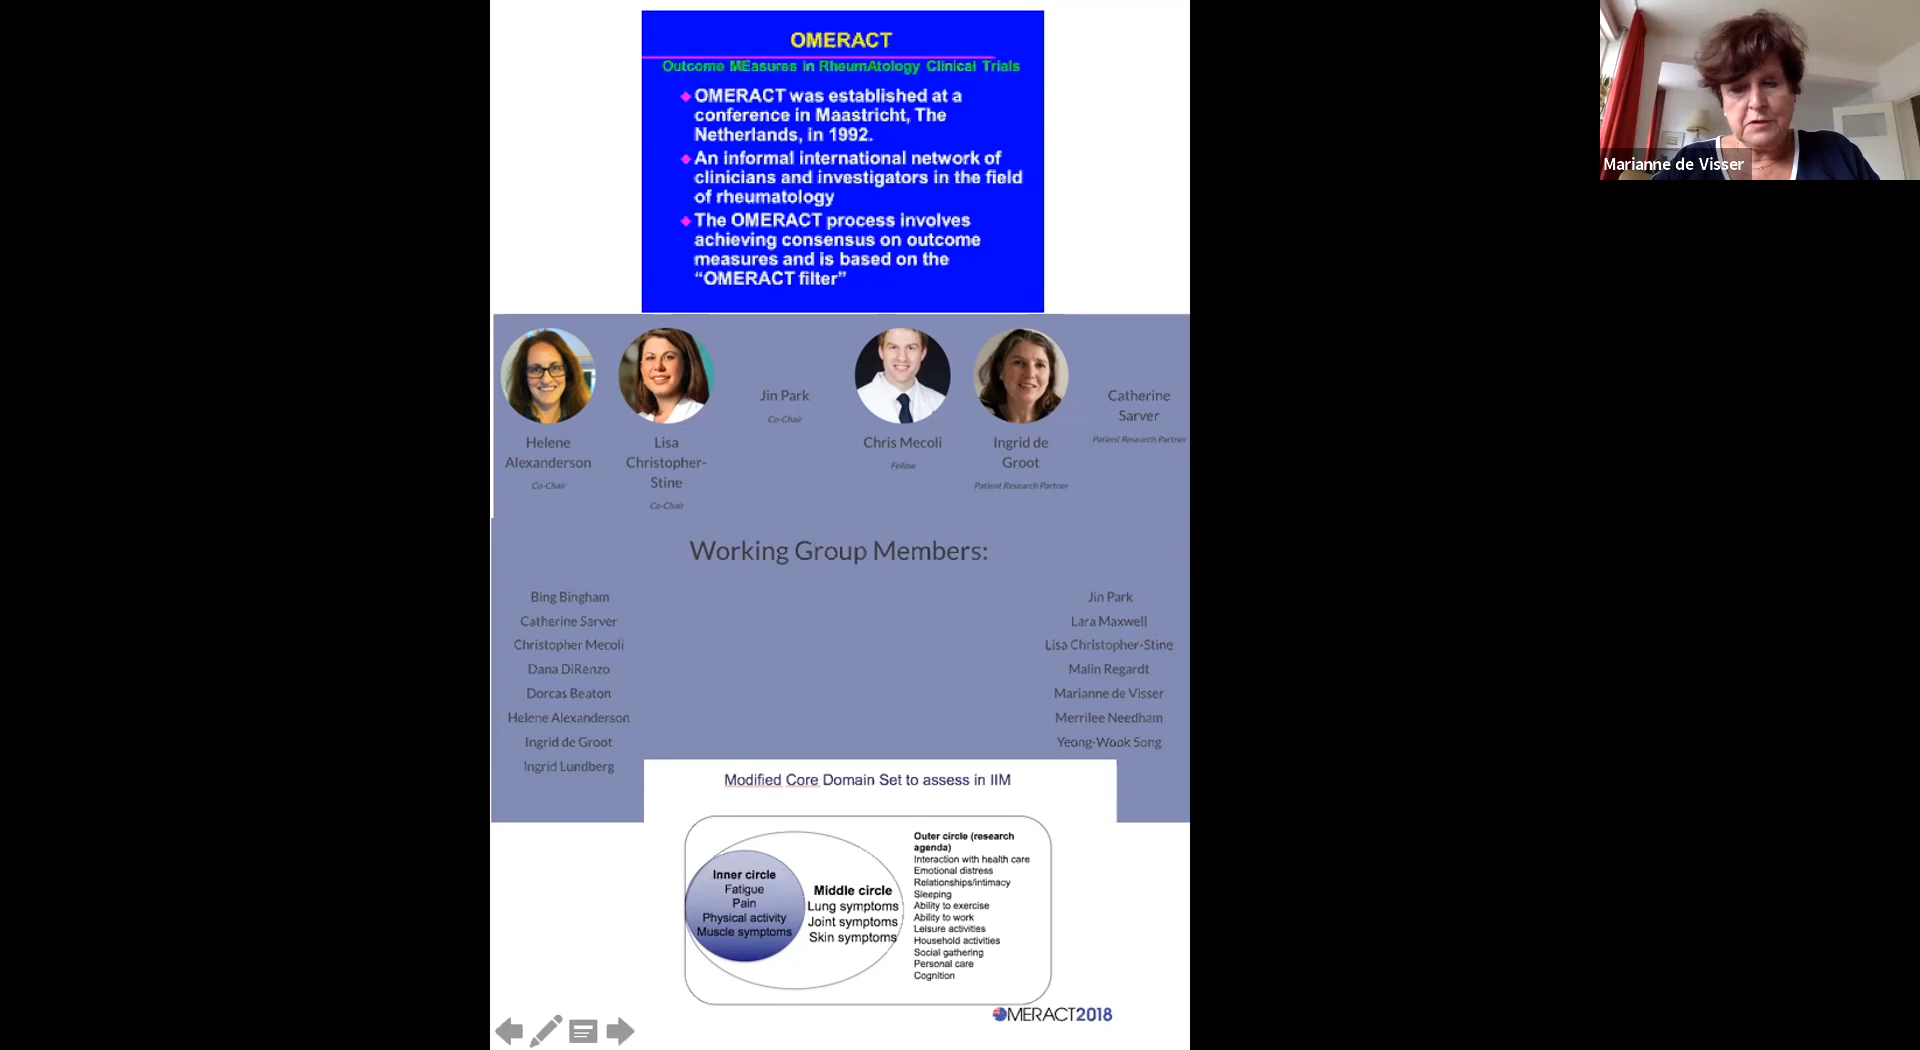 OMERACT
Outcome MEasures in RheumAtology Clinical Trials
OMERACT was established at a
conference in Maastricht, The
Netherlands, in 1992.
An informal international network of
clinicians and investigators in the field
of rheumatology
The OMERACT process involves
achieving consensus on outcome
measures and is based on the
“OMERACT filter”
Marianne de Visser
Helene
Alexanderson
Co-Chair
Lisa
Christopher-
Stine
Co-Chair
Jin Park
Co-Chair
Chris Mecoli
Fellow
Ingrid de
Groot
Patient Research Partner
Catherine
Sarver
Patient Research Partner
Working Group Members:
Bing Bingham
Catherine Sarver
Christopher Mecoli
Dana DiRenzo
Dorcas Beaton
Helene Alexanderson
Ingrid de Groot
Ingrid Lundberg
Jin Park
Lara Maxwell
Lisa Christopher-Stine
Malin Regardt
Marianne de Visser
Merrilee Needham
Yeong-Wook Song
Modified Core Domain Set to assess in IIM
Inner circle
Fatigue
Pain
Physical activity
Muscle symptoms
Middle circle
Lung symptoms
Joint symptoms
Skin symptoms
Outer circle (research
agenda)
Interaction with health care
Emotional distress
Relationships/intimacy
Sleeping
Ability to exercise
Ability to work
Leisure activities
Household activities
Social gathering
Personal care
Cognition
OMERACT2018